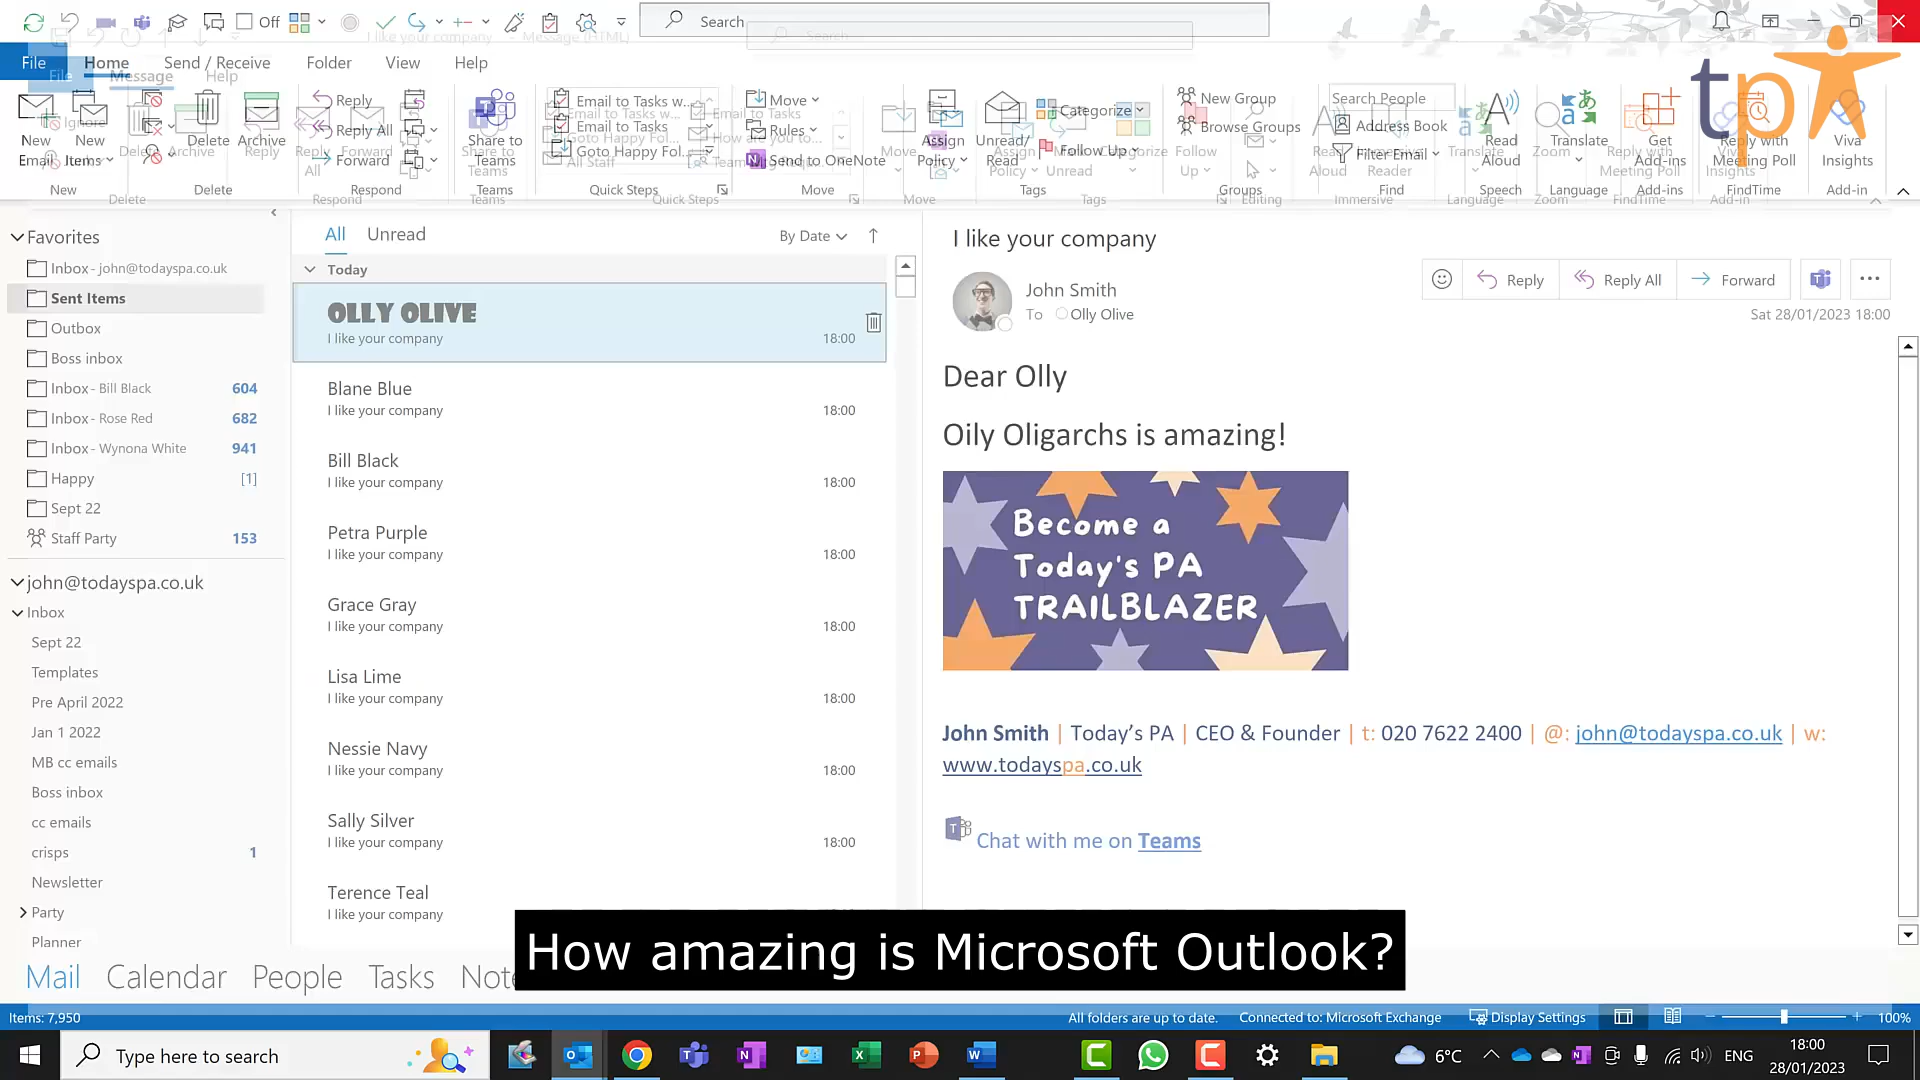 Off
Search
tpa
File Home Send / Receive Folder View Help
New Email
New Items
Delete
Archive
Reply
Reply All
Forward
Share to Teams
Email to Tasks w...
Email to Tasks
Goto Happy Fol...
Move
Rules
Send to OneNote
Assign Policy
Unread/ Read
Categorize
Follow Up
New Group
Browse Groups
Search People
Address Book
Filter Email
Read Aloud
Translate
Get Add-ins
Reply with Meeting Poll
Viva Insights
New Delete Respond Teams Quick Steps Move Tags Groups Find Speech Language Add-ins FindTime Add-in
Favorites
Inbox - john@todayspa.co.uk
Sent Items
Outbox
Boss inbox
Inbox - Bill Black 604
Inbox - Rose Red 682
Inbox - Wynona White 941
Happy [1]
Sept 22
Staff Party 153
john@todayspa.co.uk
Inbox
Sept 22
Templates
Pre April 2022
Jan 1 2022
MB cc emails
Boss inbox
cc emails
crisps 1
Newsletter
Party
Planner
Mail Calendar People Tasks
All Unread By Date
Today
OLLY OLIVE
I like your company 18:00
Blane Blue
I like your company 18:00
Bill Black
I like your company 18:00
Petra Purple
I like your company 18:00
Grace Gray
I like your company 18:00
Lisa Lime
I like your company 18:00
Nessie Navy
I like your company 18:00
Sally Silver
I like your company 18:00
Terence Teal
I like your company
I like your company
John Smith
To Olly Olive
Reply Reply All Forward
Sat 28/01/2023 18:00
Dear Olly
Oily Oligarchs is amazing!
Become a
Today's PA
TRAILBLAZER
John Smith | Today’s PA | CEO & Founder | t: 020 7622 2400 | @: john@todayspa.co.uk | w:
www.todayspa.co.uk
Chat with me on Teams
How amazing is Microsoft Outlook?
Items: 7,950 All folders are up to date. Connected to: Microsoft Exchange Display Settings 100%
Type here to search 6°C ENG 18:00
28/01/2023